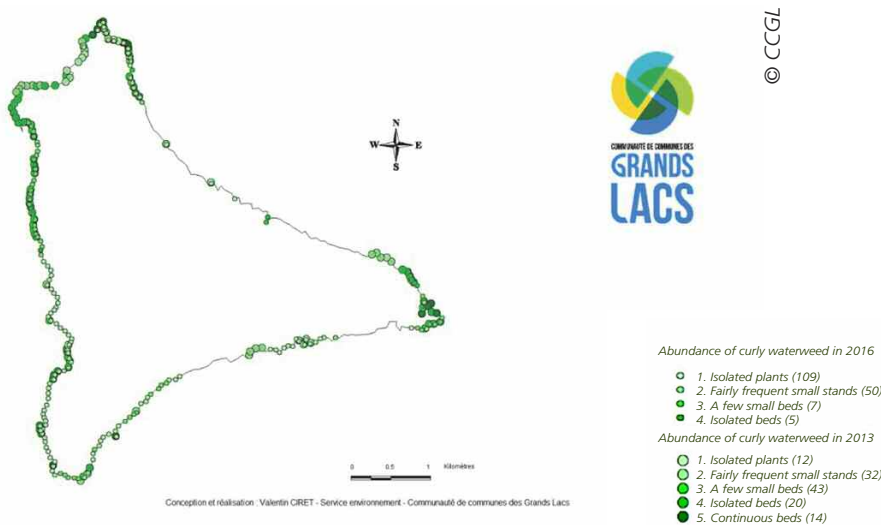 © CCGL
N
W E
S
COMMUNAUTÉ DE COMMUNES DES
GRANDS
LACS
Abundance of curly waterweed in 2016
1. Isolated plants (109)
2. Fairly frequent small stands (50)
3. A few small beds (7)
4. Isolated beds (5)
Abundance of curly waterweed in 2013
1. Isolated plants (12)
2. Fairly frequent small stands (32)
3. A few small beds (43)
4. Isolated beds (20)
5. Continuous beds (14)
0 0.5 1 Kilomètres
Conception et réalisation : Valentin CIRET - Service environnement - Communauté de communes des Grands Lacs